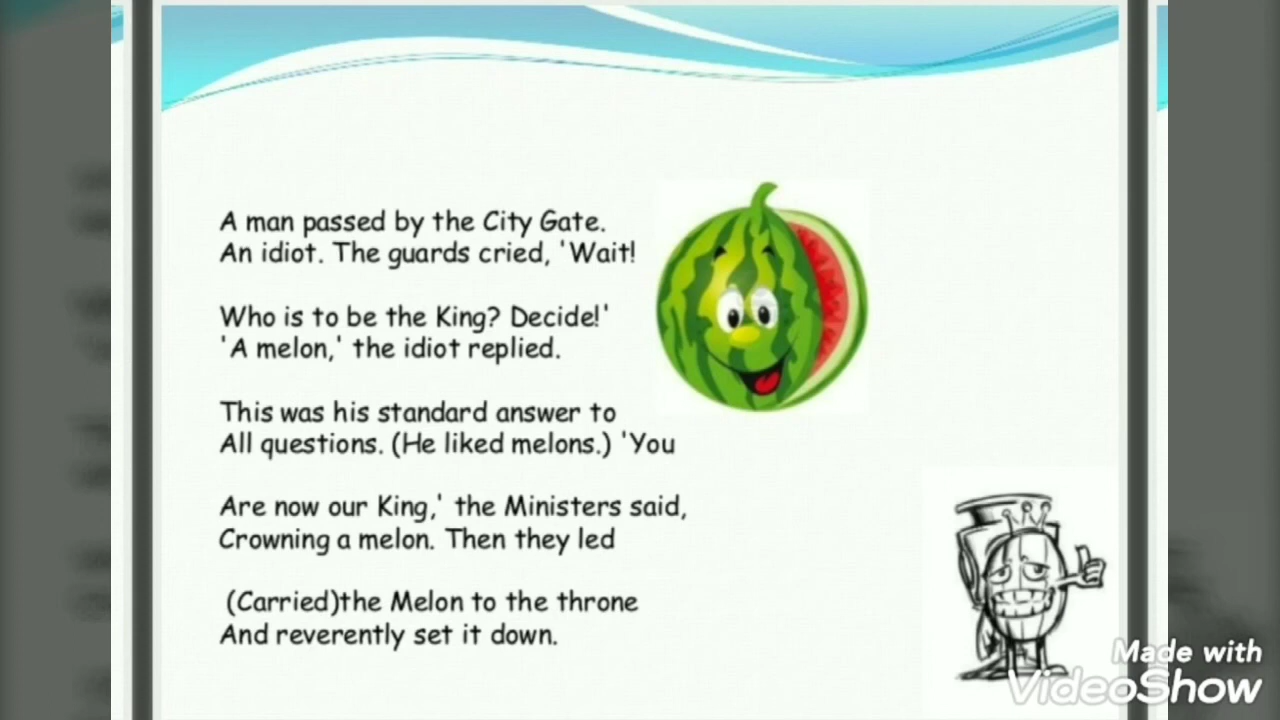 A man passed by the City Gate.
An idiot. The guards cried, 'Wait!
Who is to be the King? Decide!'
'A melon,' the idiot replied.
This was his standard answer to
All questions. (He liked melons.) 'You
Are now our King,' the Ministers said,
Crowning a melon. Then they led
(Carried)the Melon to the throne
And reverently set it down.
Made with
VideoShow